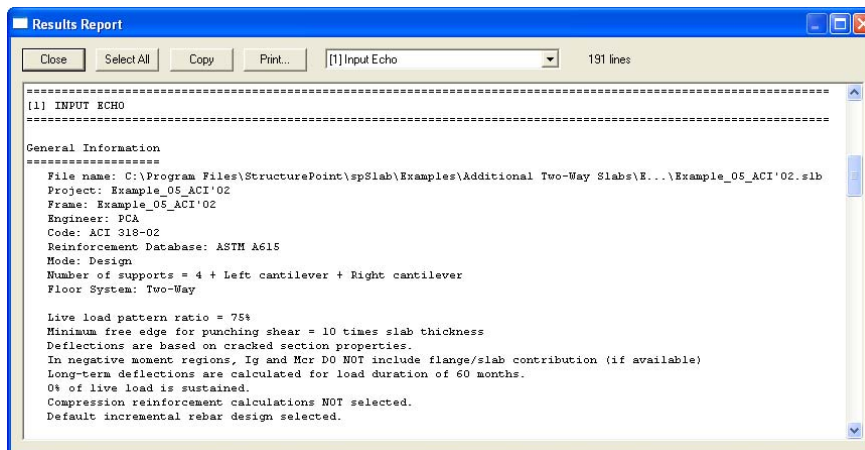 Results Report
Close Select All Copy Print... [1] Input Echo 191 lines
==================================================================================================================
[1] INPUT ECHO
==================================================================================================================
General Information
===================
File name: C:\Program Files\StructurePoint\spSlab\Examples\Additional Two-Way Slabs\E...\Example_05_ACI'02.slb
Project: Example_05_ACI'02
Frame: Example_05_ACI'02
Engineer: PCA
Code: ACI 318-02
Reinforcement Database: ASTM A615
Mode: Design
Number of supports = 4 + Left cantilever + Right cantilever
Floor System: Two-Way
Live load pattern ratio = 75%
Minimum free edge for punching shear = 10 times slab thickness
Deflections are based on cracked section properties.
In negative moment regions, Ig and Mcr DO NOT include flange/slab contribution (if available)
Long-term deflections are calculated for load duration of 60 months.
0% of live load is sustained.
Compression reinforcement calculations NOT selected.
Default incremental rebar design selected.